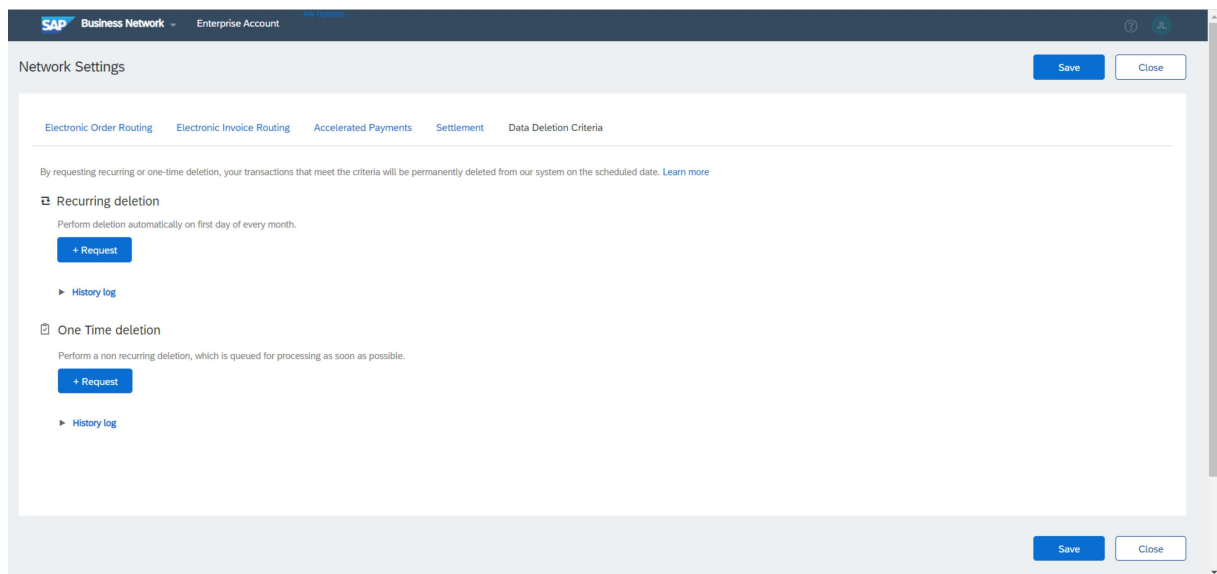 SAP Business Network Enterprise Account
JL
Network Settings
Save Close
Electronic Order Routing Electronic Invoice Routing Accelerated Payments Settlement Data Deletion Criteria
By requesting recurring or one-time deletion, your transactions that meet the criteria will be permanently deleted from our system on the scheduled date. Learn more
Recurring deletion
Perform deletion automatically on first day of every month.
+ Request
History log
One Time deletion
Perform a non recurring deletion, which is queued for processing as soon as possible.
+ Request
History log
Save Close